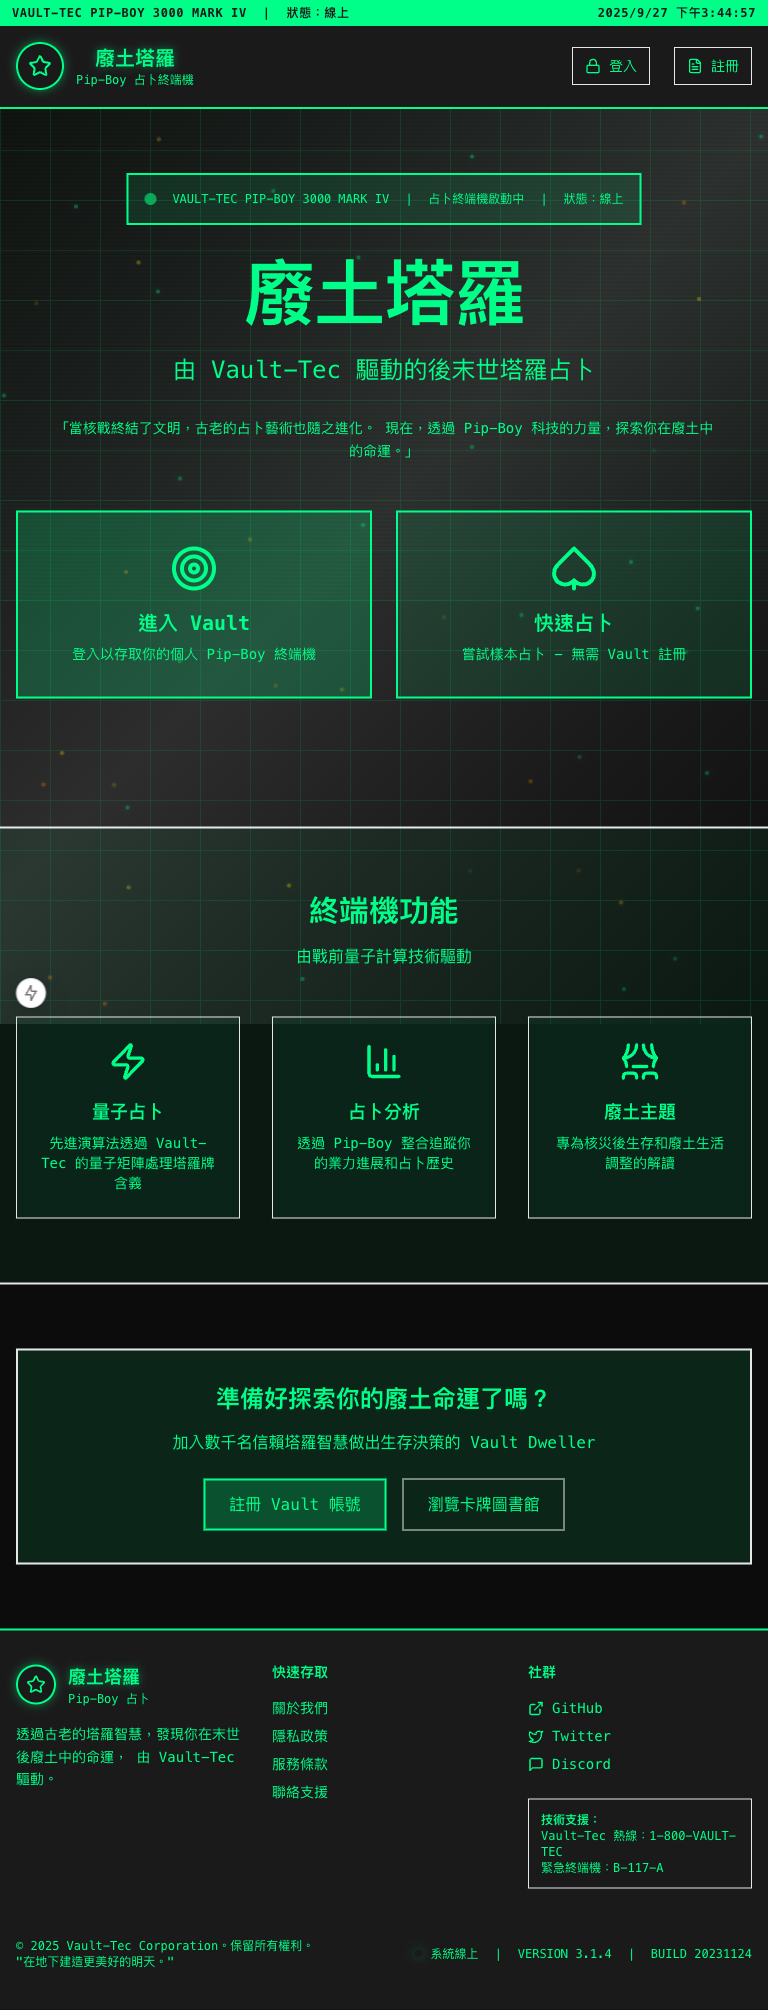 VAULT-TEC PIP-BOY 3000 MARK IV | 狀態：線上
2025/9/27 下午3:44:57
廢土塔羅
Pip-Boy 占卜終端機
登入
註冊
VAULT-TEC PIP-BOY 3000 MARK IV | 占卜終端機啟動中 | 狀態：線上
廢土塔羅
由 Vault-Tec 驅動的後末世塔羅占卜
「當核戰終結了文明，古老的占卜藝術也隨之進化。 現在，透過 Pip-Boy 科技的力量，探索你在廢土中
的命運。」
進入 Vault
登入以存取你的個人 Pip-Boy 終端機
快速占卜
嘗試樣本占卜 - 無需 Vault 註冊
終端機功能
由戰前量子計算技術驅動
量子占卜
先進演算法透過 Vault-
Tec 的量子矩陣處理塔羅牌
含義
占卜分析
透過 Pip-Boy 整合追蹤你
的業力進展和占卜歷史
廢土主題
專為核災後生存和廢土生活
調整的解讀
準備好探索你的廢土命運了嗎？
加入數千名信賴塔羅智慧做出生存決策的 Vault Dweller
註冊 Vault 帳號
瀏覽卡牌圖書館
廢土塔羅
Pip-Boy 占卜
透過古老的塔羅智慧，發現你在末世
後廢土中的命運， 由 Vault-Tec
驅動。
快速存取
關於我們
隱私政策
服務條款
聯絡支援
社群
GitHub
Twitter
Discord
技術支援：
Vault-Tec 熱線：1-800-VAULT-
TEC
緊急終端機：B-117-A
© 2025 Vault-Tec Corporation。保留所有權利。
"在地下建造更美好的明天。"
系統線上 | VERSION 3.1.4 | BUILD 20231124